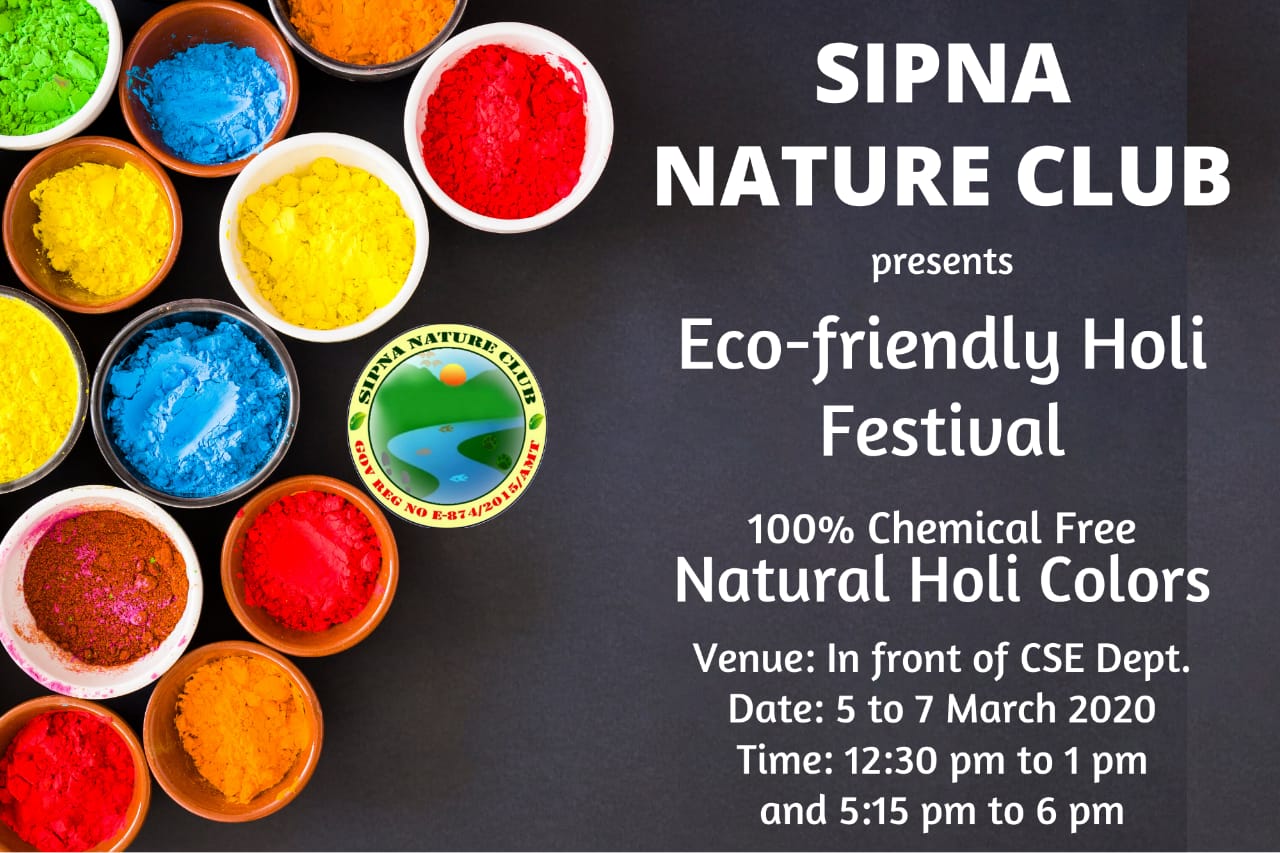 SIPNA
NATURE CLUB
presents
Eco-friendly Holi
Festival
100% Chemical Free
Natural Holi Colors
Venue: In front of CSE Dept.
Date: 5 to 7 March 2020
Time: 12:30 pm to 1 pm
and 5:15 pm to 6 pm
SIPNA NATURE CLUB
GOV REG NO E-874/2015/AMT